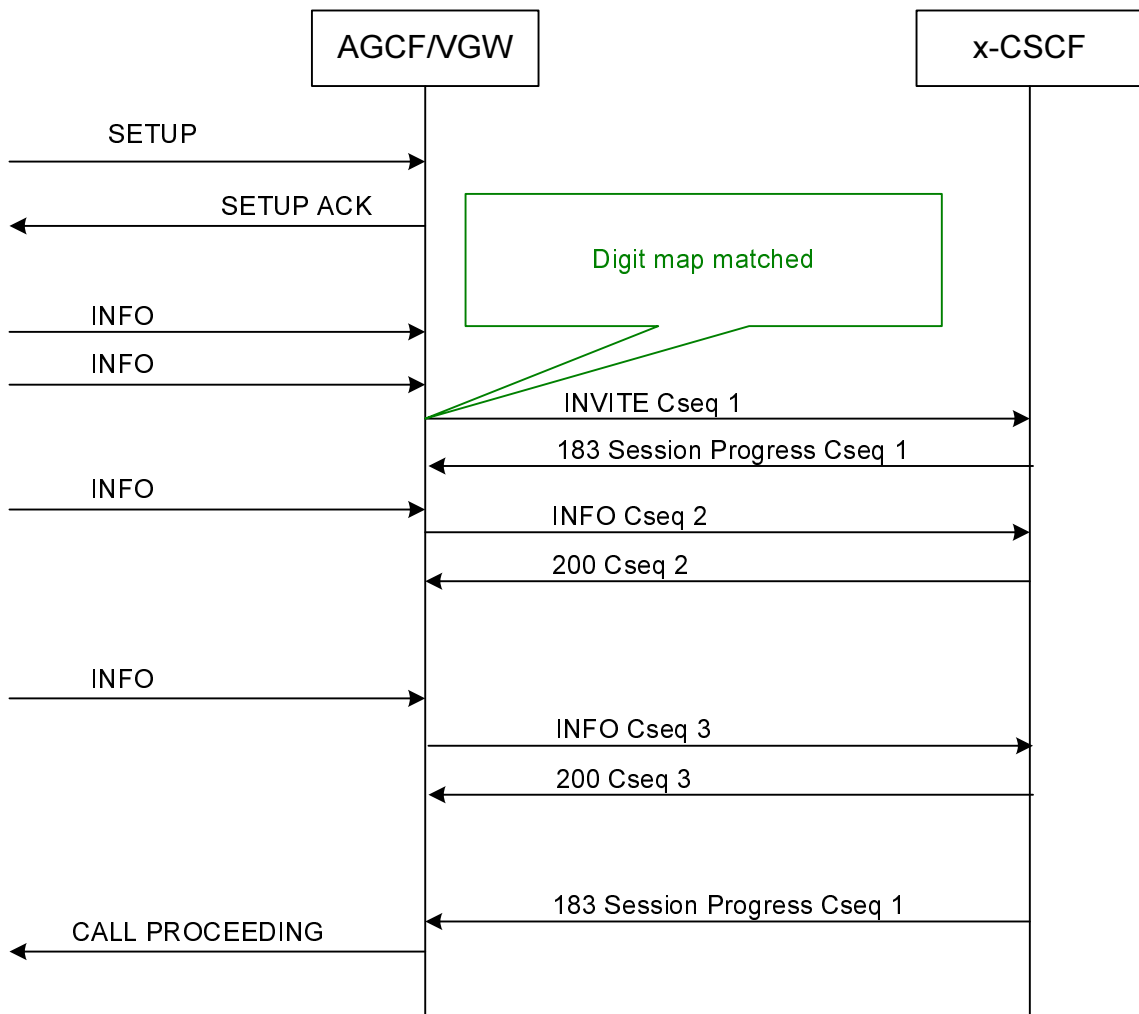 AGCF/VGW
x-CSCF
SETUP
SETUP ACK
Digit map matched
INFO
INFO
INVITE Cseq 1
183 Session Progress Cseq 1
INFO
INFO Cseq 2
200 Cseq 2
INFO
INFO Cseq 3
200 Cseq 3
183 Session Progress Cseq 1
CALL PROCEEDING